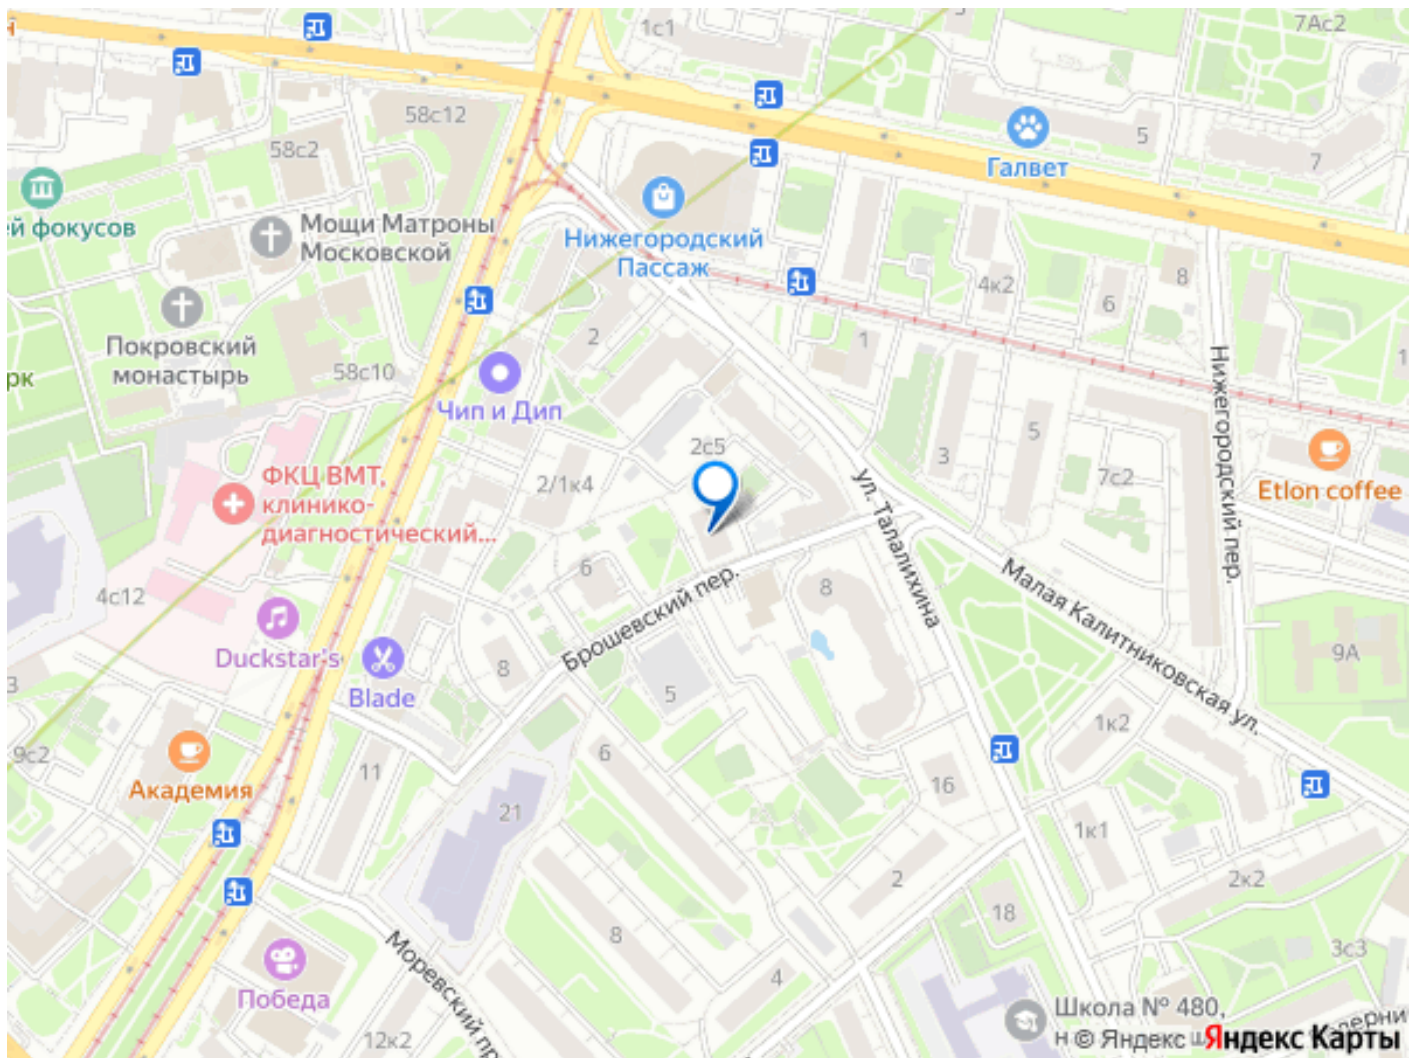 1с1
7Ас2
58с12
58с2
5
7
Галвет
ей фокусов
Мощи Матроны
Московской
Нижегородский
Пассаж
4к2
8
6
Покровский
монастырь
58с10
2
1
1
рк
Чип и Дип
Нижегородский пер.
2с5
5
3
7с2
2/1к4
ул. Талалихина
Etlon coffee
ФКЦ ВМТ,
клинико-
диагностический...
4с12
6
Брошевский пер.
8
Малая Калитниковская ул.
Duckstar's
8
Blade
5
9А
3
1к2
9с2
Академия
11
6
16
21
1к1
2
2к2
18
8
3с3
Моревский пр
Победа
4
12к2
Школа № 480,
© Яндекс
Яндекс Карты